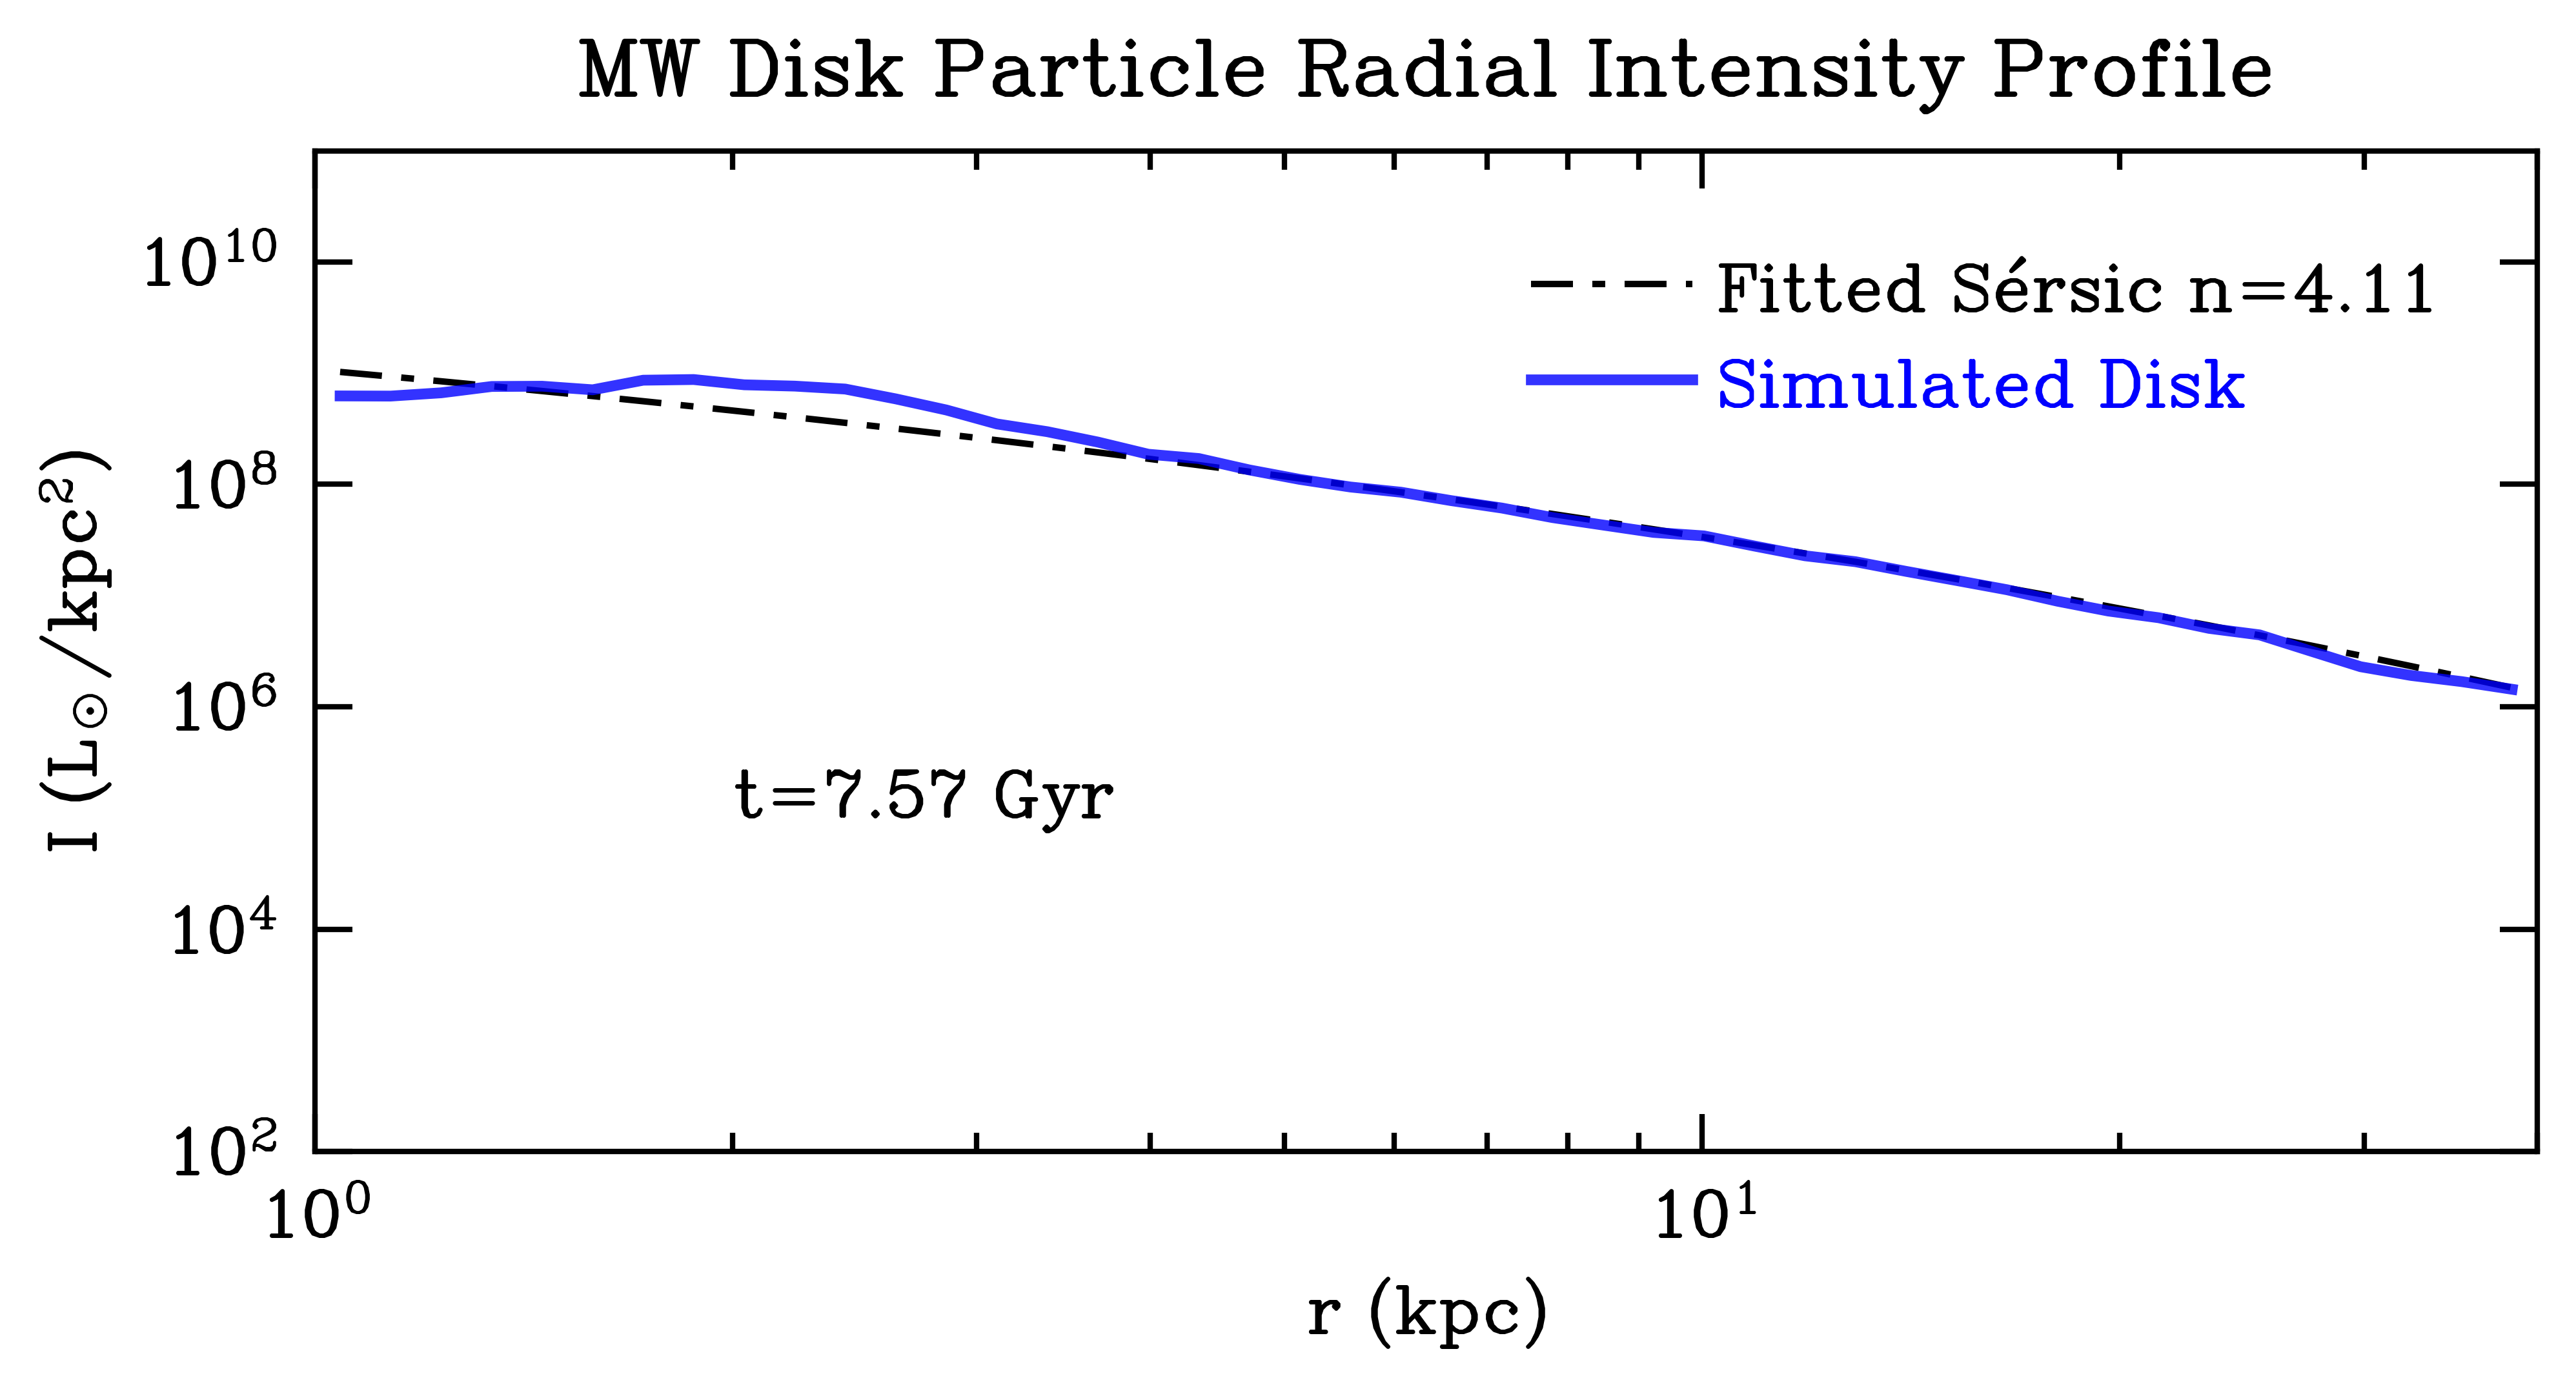 MW Disk Particle Radial Intensity Profile
10¹⁰
10⁸
10⁶
10⁴
10²
I (L⊙/kpc²)
Fitted Sérsic n=4.11
Simulated Disk
t=7.57 Gyr
10⁰
10¹
r (kpc)